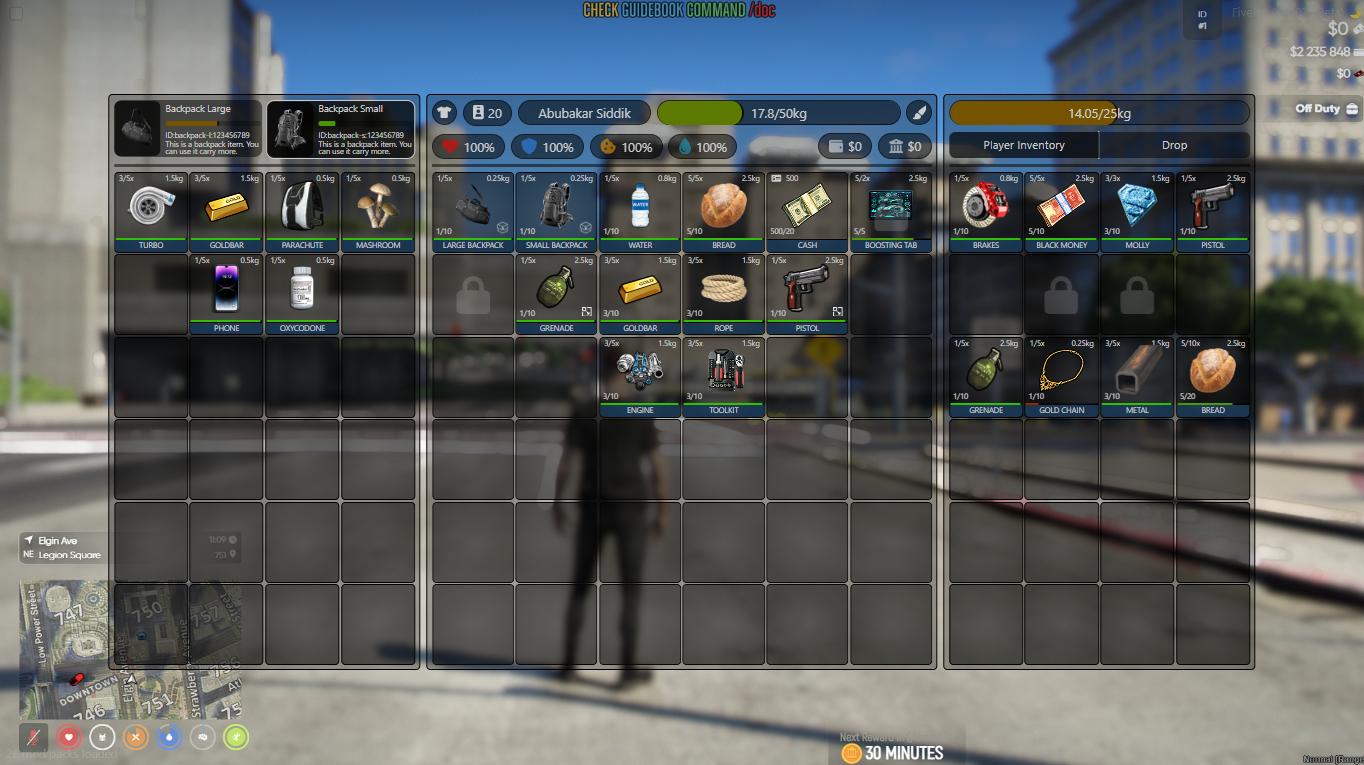 CHECK GUIDEBOOK COMMAND /doc
ID
#1
$0
$2 235 848
$0
Off Duty
Backpack Large
ID:backpack-l:123456789
This is a backpack item. You
can use it carry more.
Backpack Small
ID:backpack-s:123456789
This is a backpack item. You
can use it carry more.
20
Abubakar Siddik
17.8/50kg
100%
100%
100%
100%
$0
$0
14.05/25kg
Player Inventory
Drop
3/5x 1.5kg
TURBO
3/5x 1.5kg
GOLDBAR
1/5x 0.5kg
PARACHUTE
1/5x 0.5kg
MASHROOM
1/5x 0.5kg
PHONE
1/5x 0.5kg
OXYCODONE
1/5x 0.25kg
1/10
LARGE BACKPACK
1/5x 0.25kg
1/10
SMALL BACKPACK
1/5x 0.8kg
WATER
1/10
WATER
5/5x 2.5kg
5/10
BREAD
500
500/20
CASH
5/2x 2.5kg
5/5
BOOSTING TAB
1/5x 2.5kg
1/10
GRENADE
3/5x 1.5kg
GOLD
3/10
GOLDBAR
3/5x 1.5kg
3/10
ROPE
1/5x 2.5kg
1/10
PISTOL
3/5x 1.5kg
3/10
ENGINE
3/5x 1.5kg
3/10
TOOLKIT
1/5x 0.8kg
1/10
BRAKES
5/5x 2.5kg
5/10
BLACK MONEY
3/3x 1.5kg
3/10
MOLLY
1/5x 2.5kg
1/10
PISTOL
1/5x 2.5kg
1/10
GRENADE
1/5x 0.25kg
1/10
GOLD CHAIN
3/5x 1.5kg
3/10
METAL
5/10x 2.5kg
5/20
BREAD
Elgin Ave
11:09
NE Legion Square
751
Low Power Street
747
750
757
DOWNTOWN
Elgin Avenue
746
751
Next Reward in
30 MINUTES